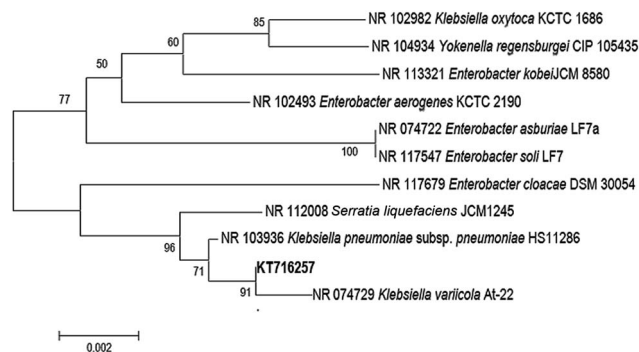 85
NR 102982 Klebsiella oxytoca KCTC 1686
60
NR 104934 Yokenella regensburgei CIP 105435
50
NR 113321 Enterobacter kobeiJCM 8580
77
NR 102493 Enterobacter aerogenes KCTC 2190
NR 074722 Enterobacter asburiae LF7a
100
NR 117547 Enterobacter soli LF7
NR 117679 Enterobacter cloacae DSM 30054
NR 112008 Serratia liquefaciens JCM1245
96
NR 103936 Klebsiella pneumoniae subsp. pneumoniae HS11286
71
KT716257
91
NR 074729 Klebsiella variicola At-22
0.002